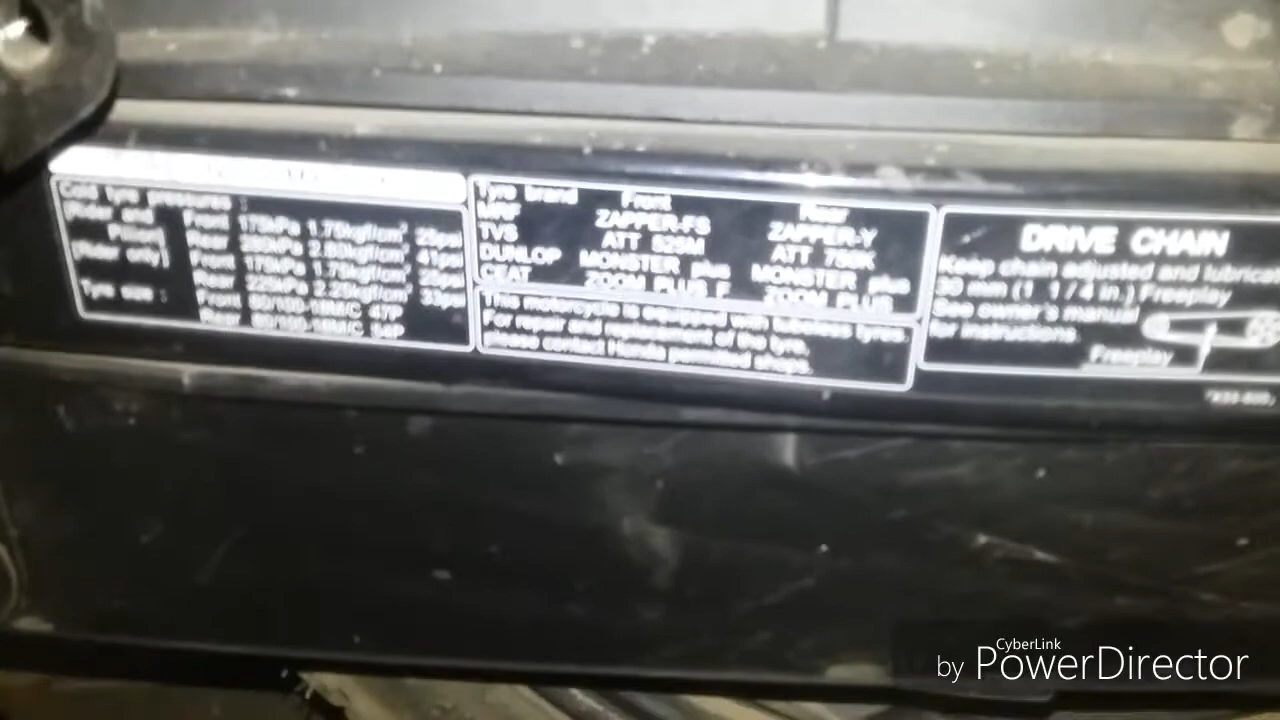 Cold tyre pressures :
(Rider and Pillion) Front 175kPa 1.75kgf/cm² 25psi
Rear 280kPa 2.80kgf/cm² 41psi
(Rider only) Front 175kPa 1.75kgf/cm² 25psi
Rear 225kPa 2.25kgf/cm² 33psi
Tyre size : Front 80/100-18M/C 47P
Rear 80/100-18M/C 54P
Tyre brand Front Rear
MRF ZAPPER-FS ZAPPER-Y
TVS ATT 525M ATT 750K
DUNLOP MONSTER plus MONSTER plus
CEAT ZOOM PLUS F ZOOM PLUS
This motorcycle is equipped with tubeless tyres.
For repair and replacement of the tyre,
please contact Honda permitted shops.
DRIVE CHAIN
Keep chain adjusted and lubricat
30 mm (1 1/4 in.) Freeplay
See owner's manual
for instructions.
Freeplay
CyberLink
by PowerDirector